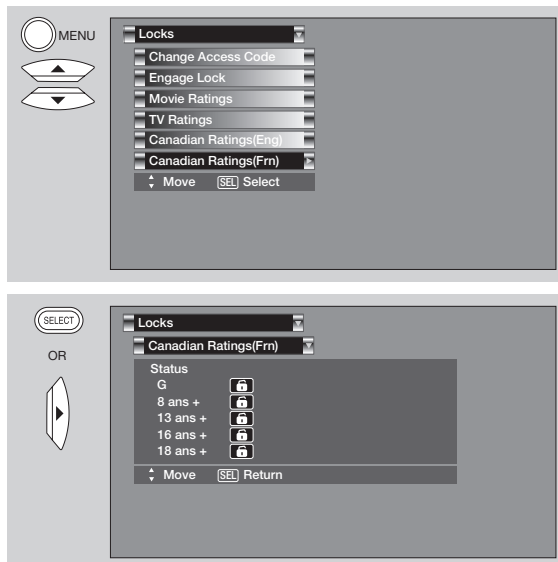 MENU
Locks
Change Access Code
Engage Lock
Movie Ratings
TV Ratings
Canadian Ratings(Eng)
Canadian Ratings(Frn)
Move SEL Select
SELECT
OR
Locks
Canadian Ratings(Frn)
Status
G
8 ans +
13 ans +
16 ans +
18 ans +
Move SEL Return